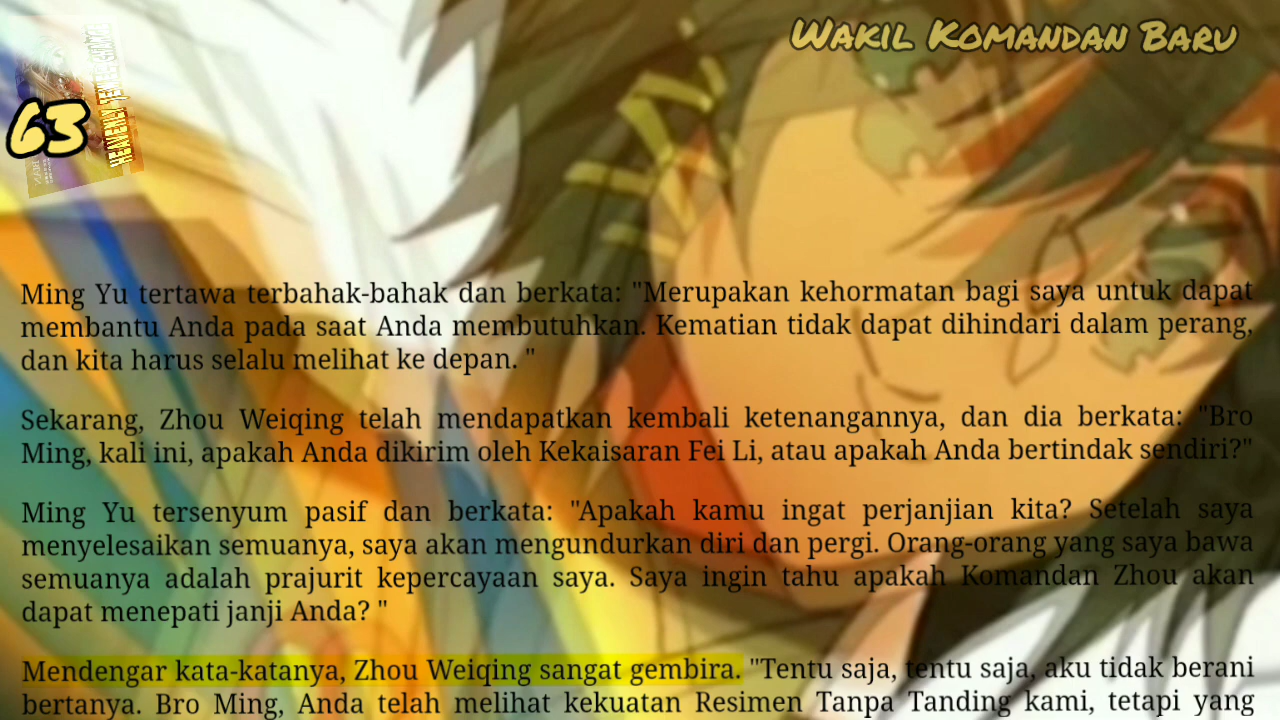 Wakil Komandan Baru
63
HEAVENLY JEWEL CHANGE
Ming Yu tertawa terbahak-bahak dan berkata: "Merupakan kehormatan bagi saya untuk dapat
membantu Anda pada saat Anda membutuhkan. Kematian tidak dapat dihindari dalam perang,
dan kita harus selalu melihat ke depan. "
Sekarang, Zhou Weiqing telah mendapatkan kembali ketenangannya, dan dia berkata: "Bro
Ming, kali ini, apakah Anda dikirim oleh Kekaisaran Fei Li, atau apakah Anda bertindak sendiri?"
Ming Yu tersenyum pasif dan berkata: "Apakah kamu ingat perjanjian kita? Setelah saya
menyelesaikan semuanya, saya akan mengundurkan diri dan pergi. Orang-orang yang saya bawa
semuanya adalah prajurit kepercayaan saya. Saya ingin tahu apakah Komandan Zhou akan
dapat menepati janji Anda? "
Mendengar kata-katanya, Zhou Weiqing sangat gembira. "Tentu saja, tentu saja, aku tidak berani
bertanya. Bro Ming, Anda telah melihat kekuatan Resimen Tanpa Tanding kami, tetapi yang